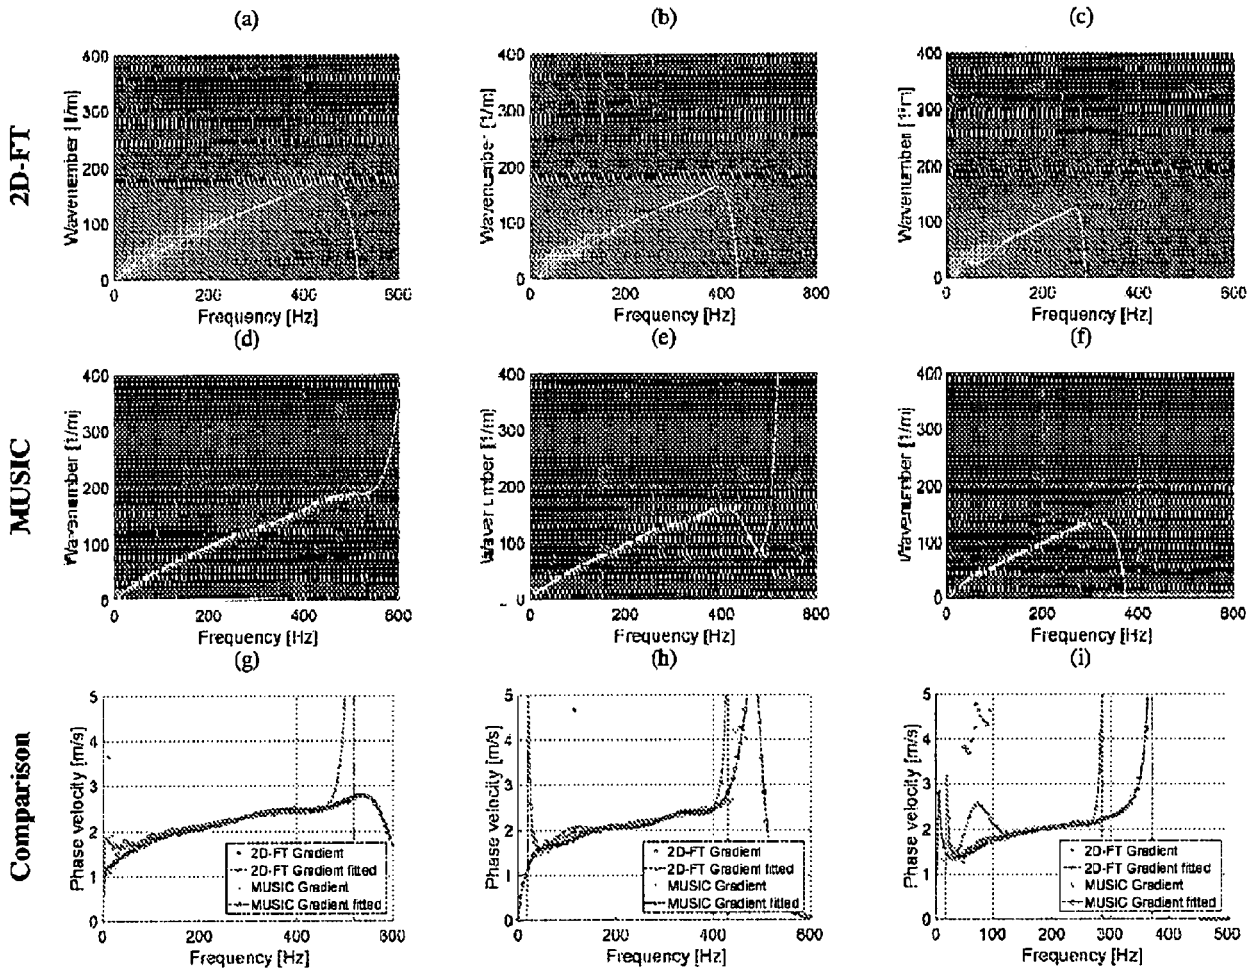 (a) (b) (c)
2D-FT
Wavenumber [1/m]
400
300
200
100
0
0 200 400 600
Frequency [Hz]
Wavenumber [1/m]
400
300
200
100
0
0 200 400 600
Frequency [Hz]
Wavenumber [1/m]
400
300
200
100
0
0 200 400 600
Frequency [Hz]
(d) (e) (f)
MUSIC
Wavenumber [1/m]
400
300
200
100
0
0 200 400 600
Frequency [Hz]
Wavenumber [1/m]
400
300
200
100
0
0 200 400 600
Frequency [Hz]
Wavenumber [1/m]
400
300
200
100
0
0 200 400 600
Frequency [Hz]
(g) (h) (i)
Comparison
Phase velocity [m/s]
5
4
3
2
1
0
2D-FT Gradient
2D-FT Gradient fitted
MUSIC Gradient
MUSIC Gradient fitted
0 200 400 600
Frequency [Hz]
Phase velocity [m/s]
5
4
3
2
1
0
2D-FT Gradient
2D-FT Gradient fitted
MUSIC Gradient
MUSIC Gradient fitted
0 200 400 600
Frequency [Hz]
Phase velocity [m/s]
5
4
3
2
1
0
2D-FT Gradient
2D-FT Gradient fitted
MUSIC Gradient
MUSIC Gradient fitted
0 100 200 300 400 500
Frequency [Hz]